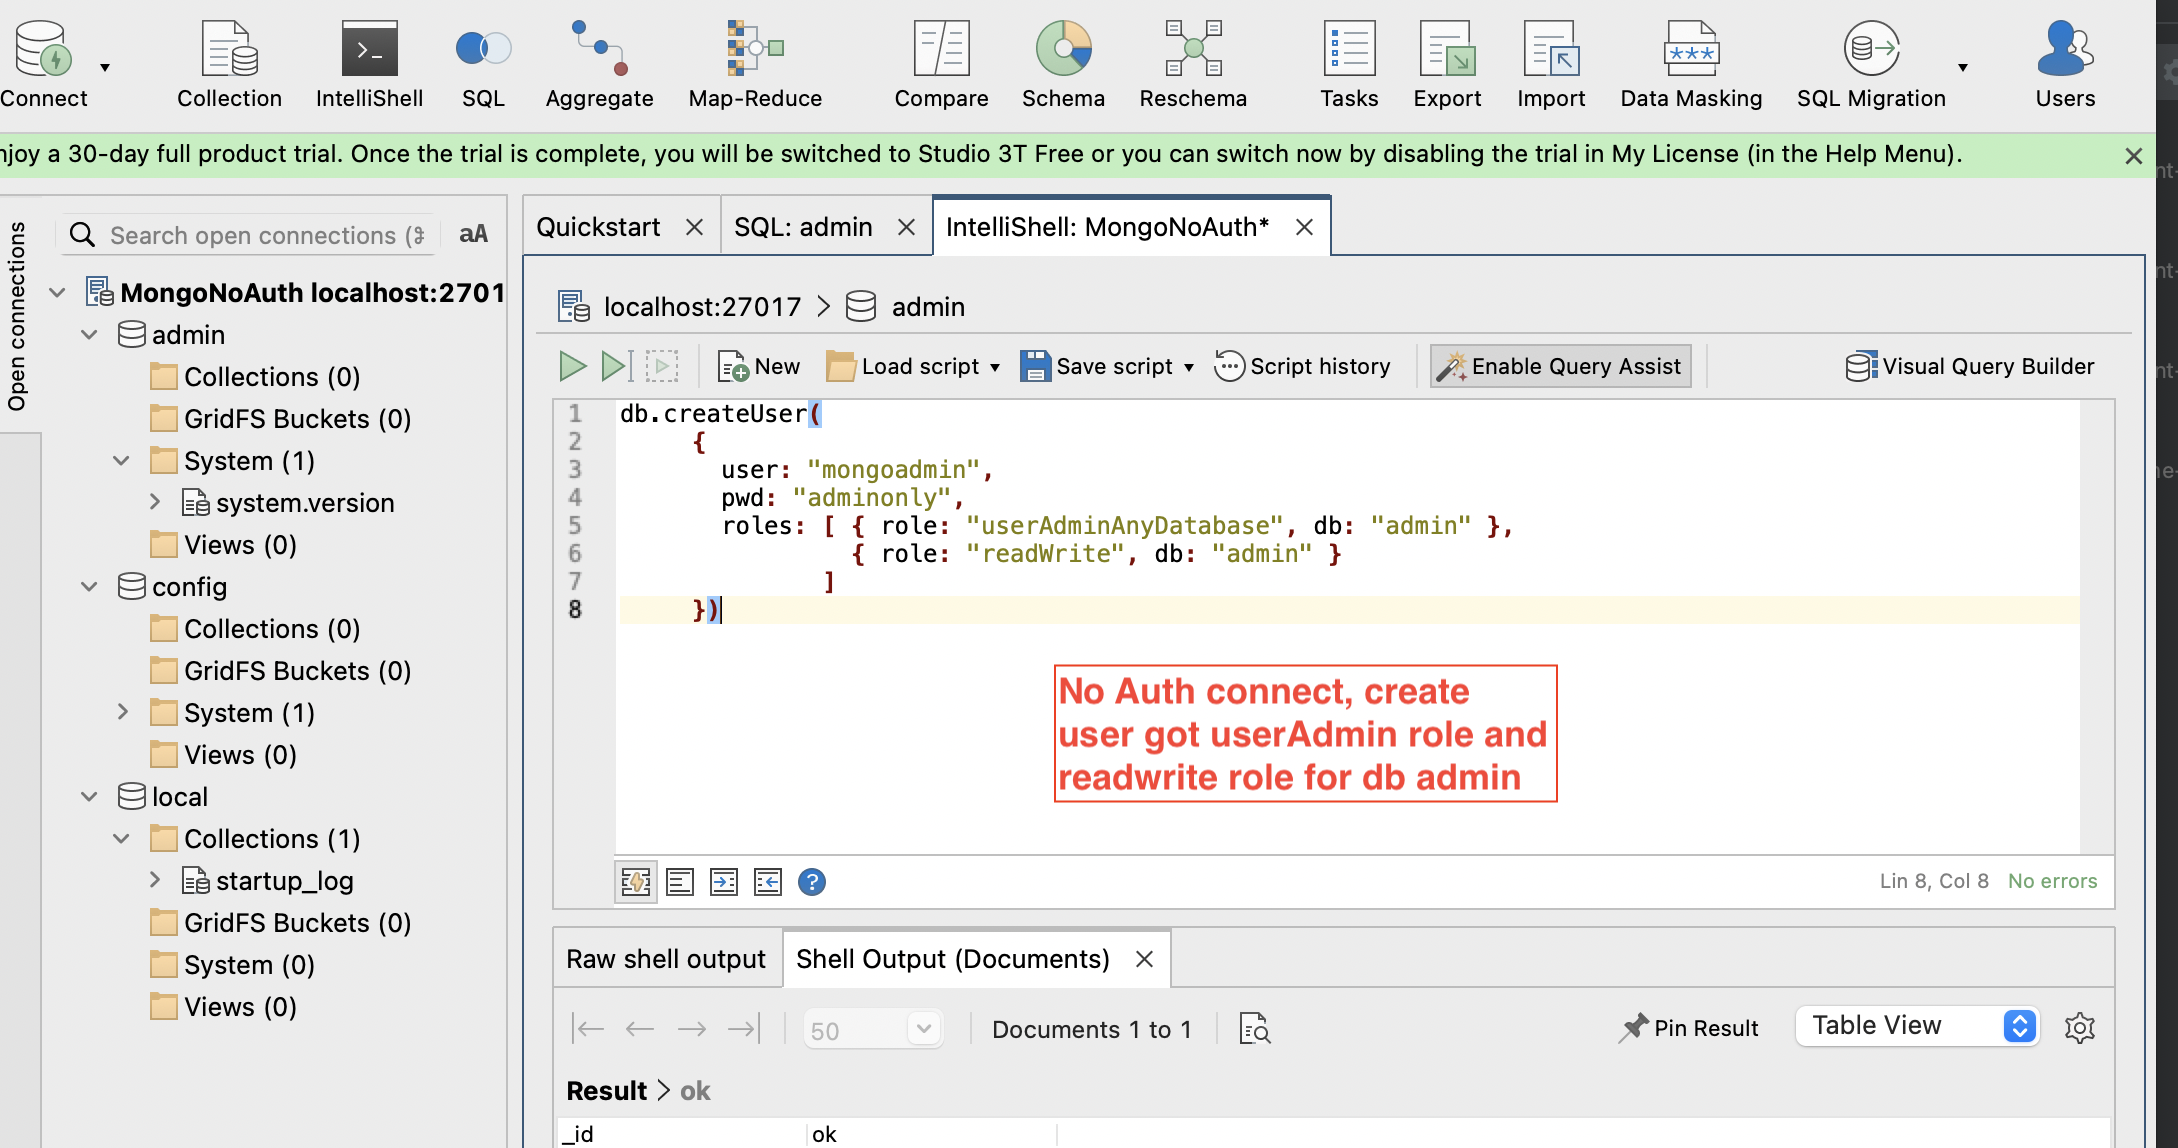 Connect
Collection
IntelliShell
SQL
Aggregate
Map-Reduce
Compare
Schema
Reschema
Tasks
Export
Import
Data Masking
SQL Migration
Users
njoy a 30-day full product trial. Once the trial is complete, you will be switched to Studio 3T Free or you can switch now by disabling the trial in My License (in the Help Menu).
Open connections
Search open connections (⌘
aA
MongoNoAuth localhost:2701
admin
Collections (0)
GridFS Buckets (0)
System (1)
system.version
Views (0)
config
Collections (0)
GridFS Buckets (0)
System (1)
Views (0)
local
Collections (1)
startup_log
GridFS Buckets (0)
System (0)
Views (0)
Quickstart
SQL: admin
IntelliShell: MongoNoAuth*
localhost:27017 > admin
New
Load script
Save script
Script history
Enable Query Assist
Visual Query Builder
1 db.createUser(
2 {
3 user: "mongoadmin",
4 pwd: "adminonly",
5 roles: [ { role: "userAdminAnyDatabase", db: "admin" },
6 { role: "readWrite", db: "admin" }
7 ]
8 })
No Auth connect, create
user got userAdmin role and
readwrite role for db admin
Lin 8, Col 8 No errors
Raw shell output
Shell Output (Documents)
50
Documents 1 to 1
Pin Result
Table View
Result > ok
_id
ok